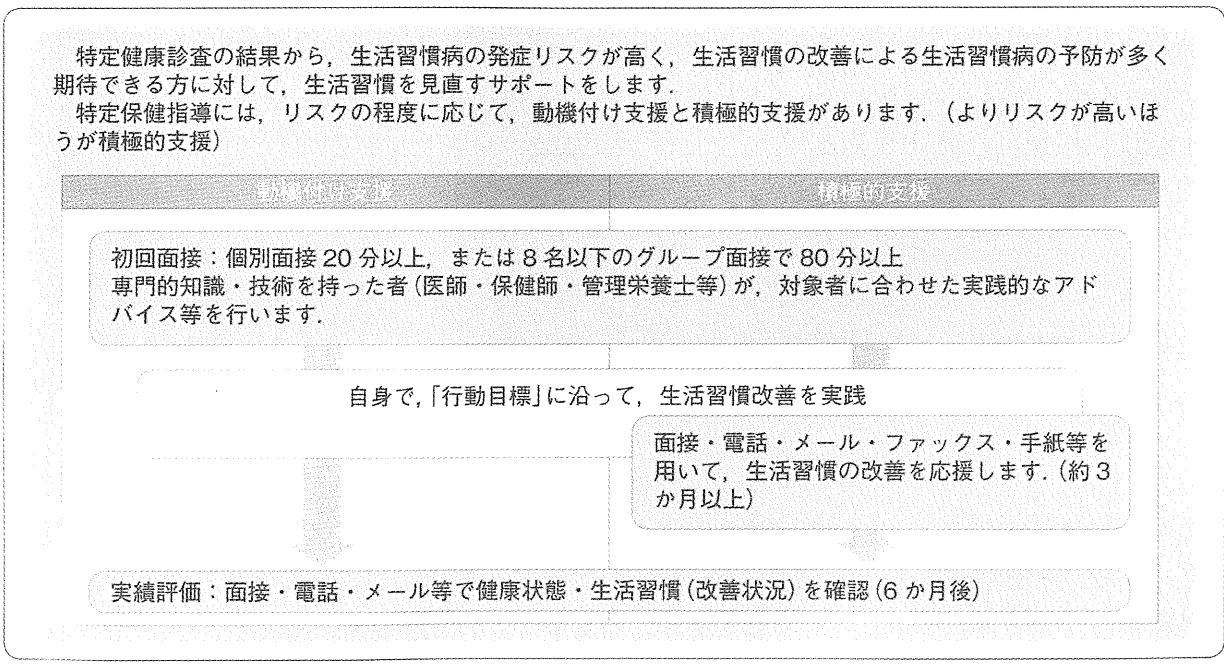 特定健康診査の結果から，生活習慣病の発症リスクが高く，生活習慣の改善による生活習慣病の予防が多く
期待できる方に対して，生活習慣を見直すサポートをします．
特定保健指導には，リスクの程度に応じて，動機付け支援と積極的支援があります．（よりリスクが高いほ
うが積極的支援）
動機付け支援
積極的支援
初回面接：個別面接 20 分以上，または 8 名以下のグループ面接で 80 分以上
専門的知識・技術を持った者（医師・保健師・管理栄養士等）が，対象者に合わせた実践的なアド
バイス等を行います．
自身で，「行動目標」に沿って，生活習慣改善を実践
面接・電話・メール・ファックス・手紙等を
用いて，生活習慣の改善を応援します．（約 3
か月以上）
実績評価：面接・電話・メール等で健康状態・生活習慣（改善状況）を確認（6 か月後）